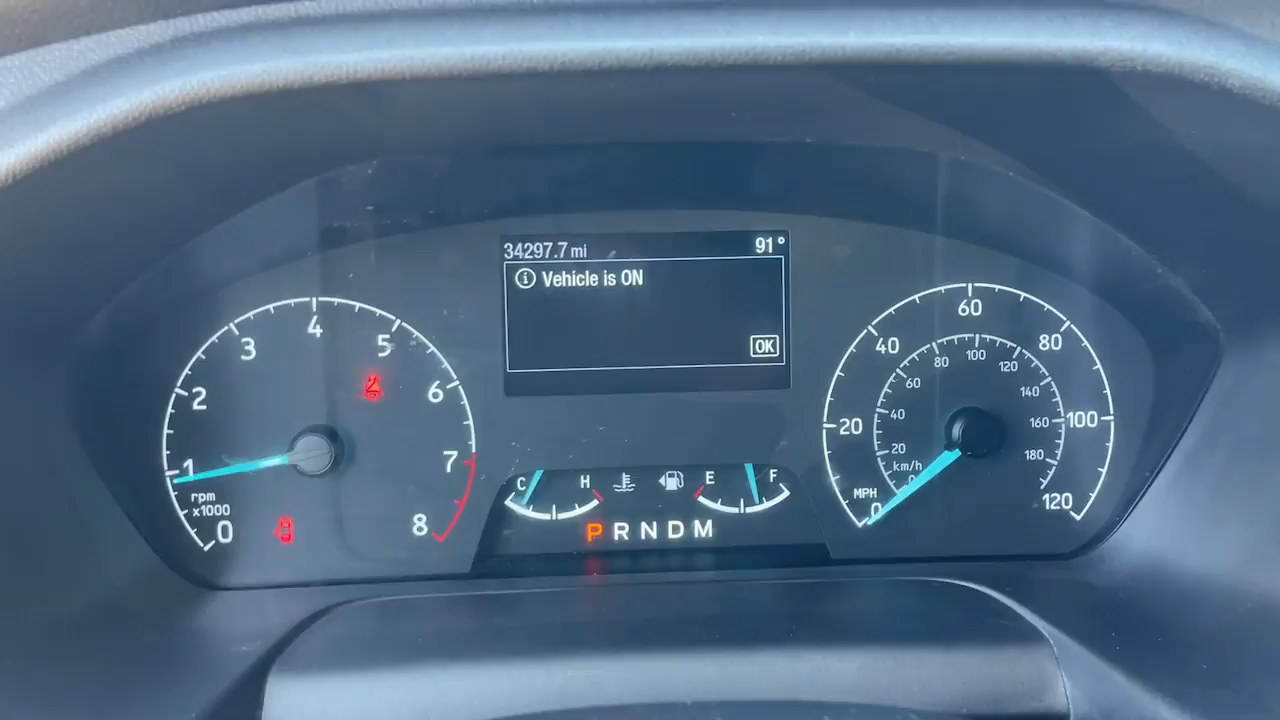 34297.7 mi 91°
Vehicle is ON
OK
0 1 2 3 4 5 6 7 8
rpm
x1000
C H
E F
P R N D M
0 20 40 60 80 100 120
MPH
0 20 40 60 80 100 120 140 160 180
km/h